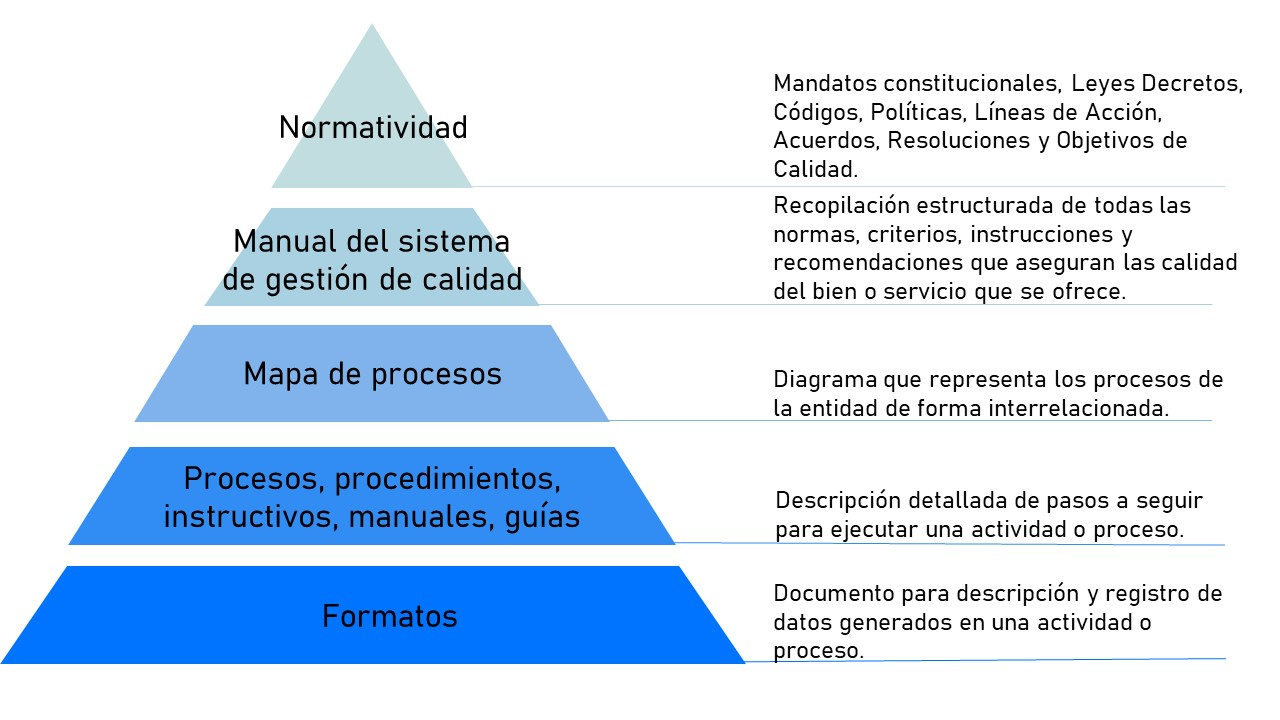 Normatividad
Mandatos constitucionales, Leyes Decretos,
Códigos, Políticas, Líneas de Acción,
Acuerdos, Resoluciones y Objetivos de
Calidad.
Manual del sistema
de gestión de calidad
Recopilación estructurada de todas las
normas, criterios, instrucciones y
recomendaciones que aseguran las calidad
del bien o servicio que se ofrece.
Mapa de procesos
Diagrama que representa los procesos de
la entidad de forma interrelacionada.
Procesos, procedimientos,
instructivos, manuales, guías
Descripción detallada de pasos a seguir
para ejecutar una actividad o proceso.
Formatos
Documento para descripción y registro de
datos generados en una actividad o
proceso.